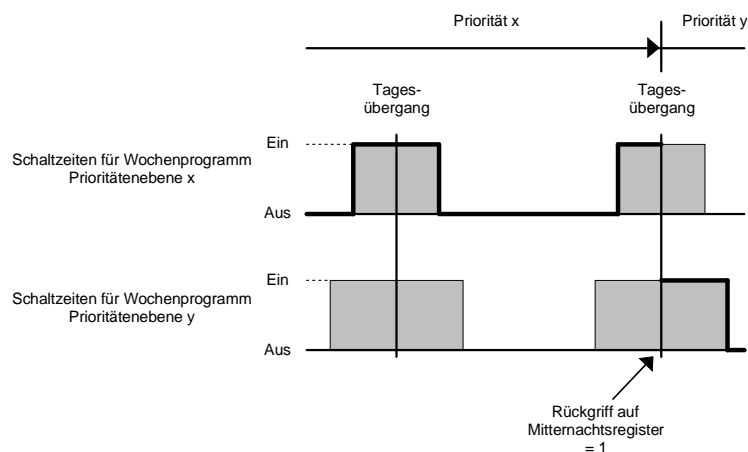 Priorität x
Priorität y
Tages-
übergang
Tages-
übergang
Ein
Schaltzeiten für Wochenprogramm
Prioritätenebene x
Aus
Ein
Schaltzeiten für Wochenprogramm
Prioritätenebene y
Aus
Rückgriff auf
Mitternachtsregister
= 1